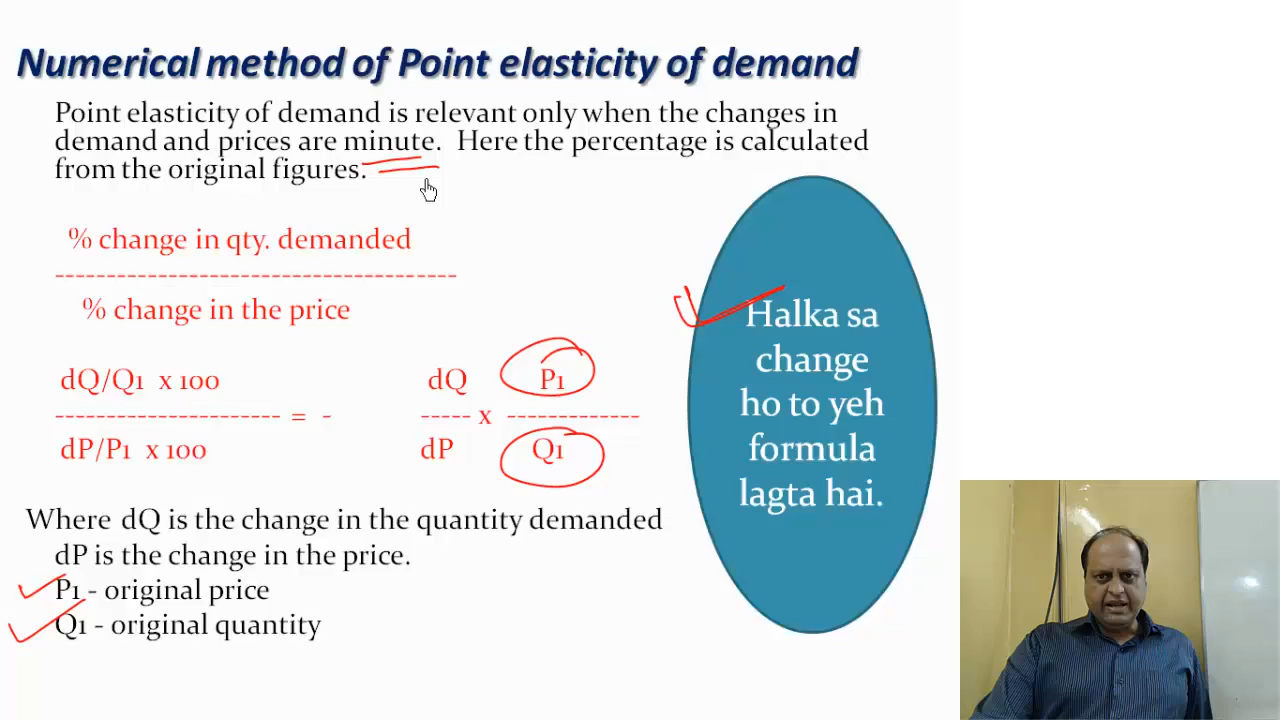 Numerical method of Point elasticity of demand
Point elasticity of demand is relevant only when the changes in
demand and prices are minute. Here the percentage is calculated
from the original figures.
% change in qty. demanded
---------------------------------------
% change in the price
dQ/Q1 x 100 dQ P1
---------------------- = - ----- x -------------
dP/P1 x 100 dP Q1
Where dQ is the change in the quantity demanded
dP is the change in the price.
P1 - original price
Q1 - original quantity
Halka sa
change
ho to yeh
formula
lagta hai.